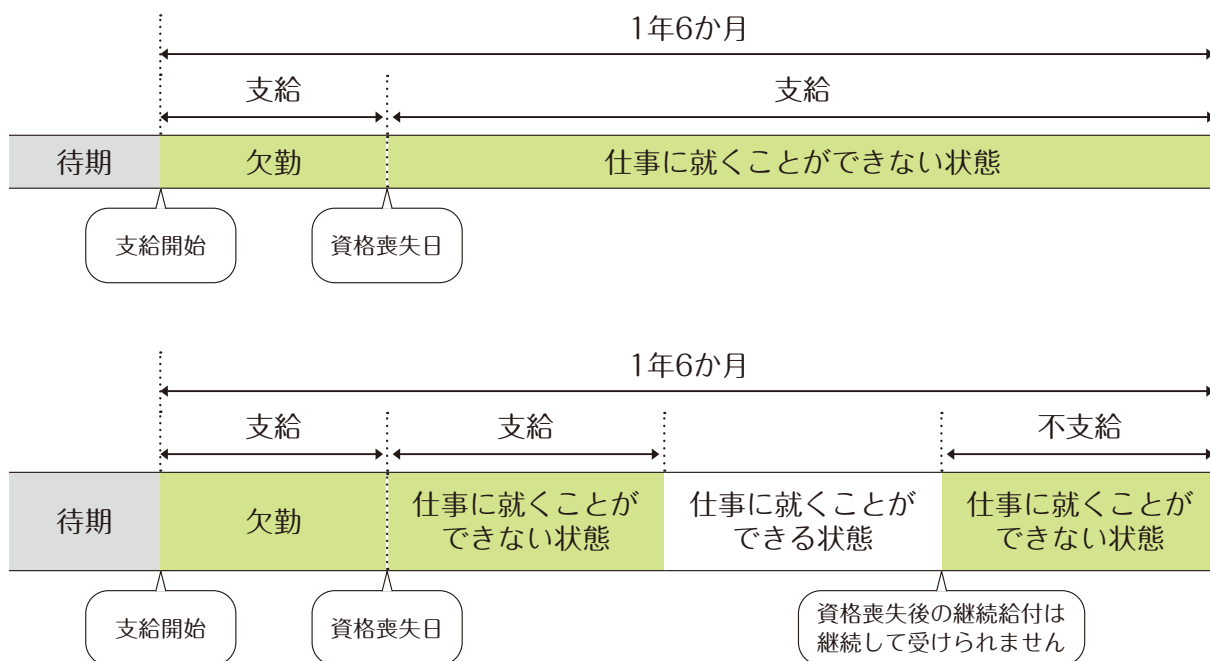 1年6か月
支給
支給
待期
欠勤
仕事に就くことができない状態
支給開始
資格喪失日
1年6か月
支給
支給
不支給
待期
欠勤
仕事に就くことが
できない状態
仕事に就くことが
できる状態
仕事に就くことが
できない状態
支給開始
資格喪失日
資格喪失後の継続給付は
継続して受けられません